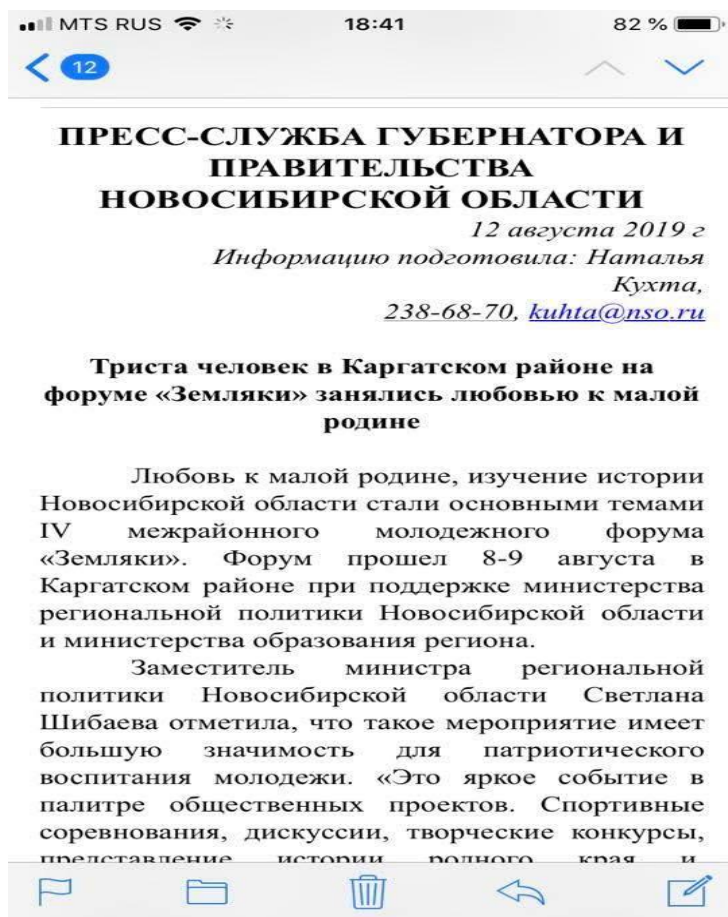 MTS RUS 18:41 82 %
12
ПРЕСС-СЛУЖБА ГУБЕРНАТОРА И
ПРАВИТЕЛЬСТВА
НОВОСИБИРСКОЙ ОБЛАСТИ
12 августа 2019 г
Информацию подготовила: Наталья
Кухта,
238-68-70, kuhta@nso.ru
Триста человек в Каргатском районе на
форуме «Земляки» занялись любовью к малой
родине
Любовь к малой родине, изучение истории
Новосибирской области стали основными темами
IV межрайонного молодежного форума
«Земляки». Форум прошел 8-9 августа в
Каргатском районе при поддержке министерства
региональной политики Новосибирской области
и министерства образования региона.
Заместитель министра региональной
политики Новосибирской области Светлана
Шибаева отметила, что такое мероприятие имеет
большую значимость для патриотического
воспитания молодежи. «Это яркое событие в
палитре общественных проектов. Спортивные
соревнования, дискуссии, творческие конкурсы,
представление истории родного края и